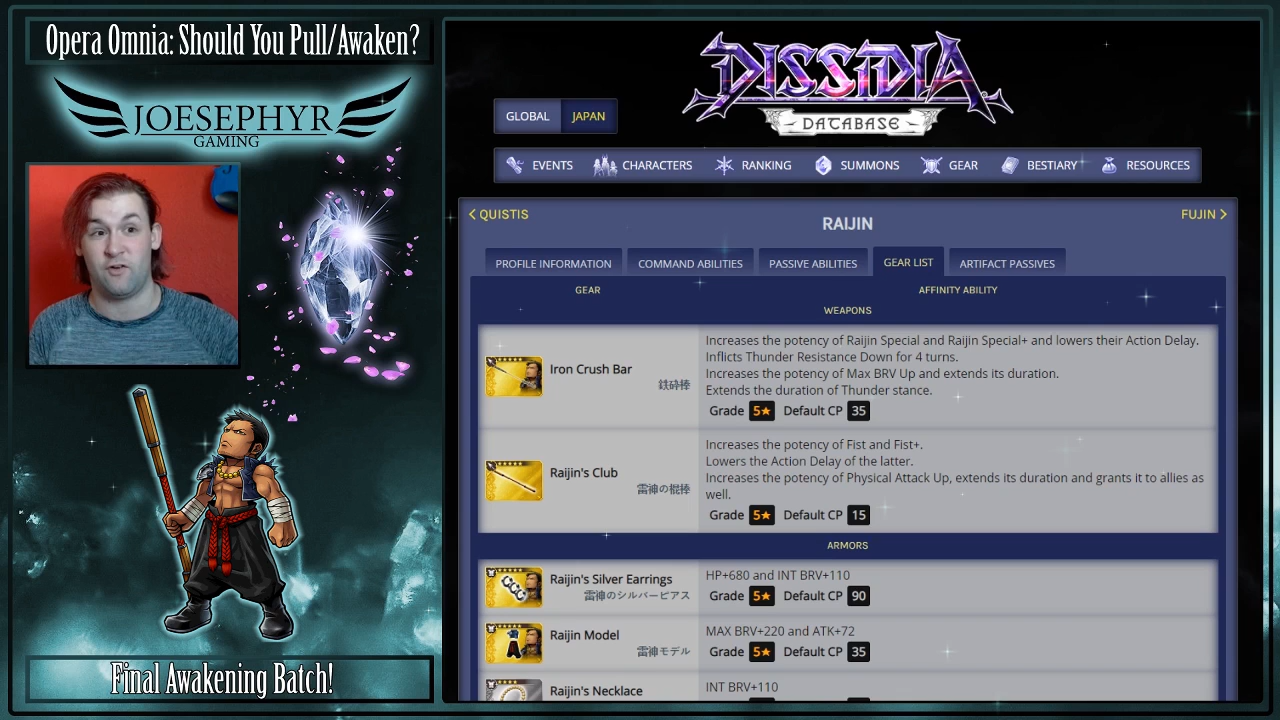 Opera Omnia: Should You Pull/Awaken?
JOESEPHYR
GAMING
Final Awakening Batch!
DISSIDIA
DATABASE
GLOBAL JAPAN
EVENTS CHARACTERS RANKING SUMMONS GEAR BESTIARY RESOURCES
< QUISTIS
RAIJIN
FUJIN >
PROFILE INFORMATION COMMAND ABILITIES PASSIVE ABILITIES GEAR LIST ARTIFACT PASSIVES
GEAR AFFINITY ABILITY
WEAPONS
Iron Crush Bar
鉄砕棒
Increases the potency of Raijin Special and Raijin Special+ and lowers their Action Delay.
Inflicts Thunder Resistance Down for 4 turns.
Increases the potency of Max BRV Up and extends its duration.
Extends the duration of Thunder stance.
Grade 5★ Default CP 35
Raijin's Club
雷神の棍棒
Increases the potency of Fist and Fist+.
Lowers the Action Delay of the latter.
Increases the potency of Physical Attack Up, extends its duration and grants it to allies as
well.
Grade 5★ Default CP 15
ARMORS
Raijin's Silver Earrings
雷神のシルバーピアス
HP+680 and INT BRV+110
Grade 5★ Default CP 90
Raijin Model
雷神モデル
MAX BRV+220 and ATK+72
Grade 5★ Default CP 35
Raijin's Necklace
INT BRV+110